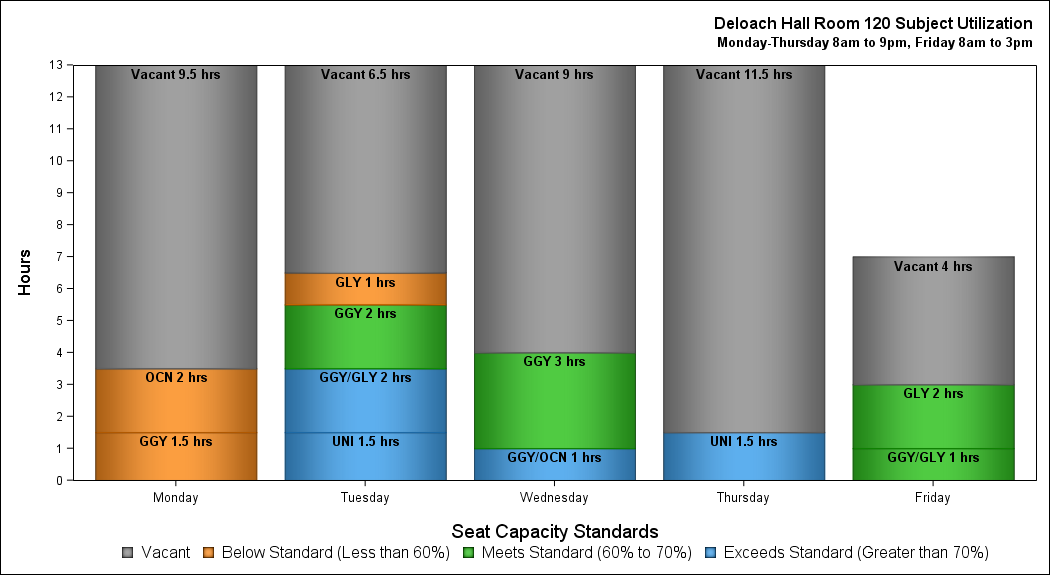 Deloach Hall Room 120 Subject Utilization
Monday-Thursday 8am to 9pm, Friday 8am to 3pm
Hours
13
12
11
10
9
8
7
6
5
4
3
2
1
0
Vacant 9.5 hrs
OCN 2 hrs
GGY 1.5 hrs
Vacant 6.5 hrs
GLY 1 hrs
GGY 2 hrs
GGY/GLY 2 hrs
UNI 1.5 hrs
Vacant 9 hrs
GGY 3 hrs
GGY/OCN 1 hrs
Vacant 11.5 hrs
UNI 1.5 hrs
Vacant 4 hrs
GLY 2 hrs
GGY/GLY 1 hrs
Monday Tuesday Wednesday Thursday Friday
Seat Capacity Standards
Vacant Below Standard (Less than 60%) Meets Standard (60% to 70%) Exceeds Standard (Greater than 70%)